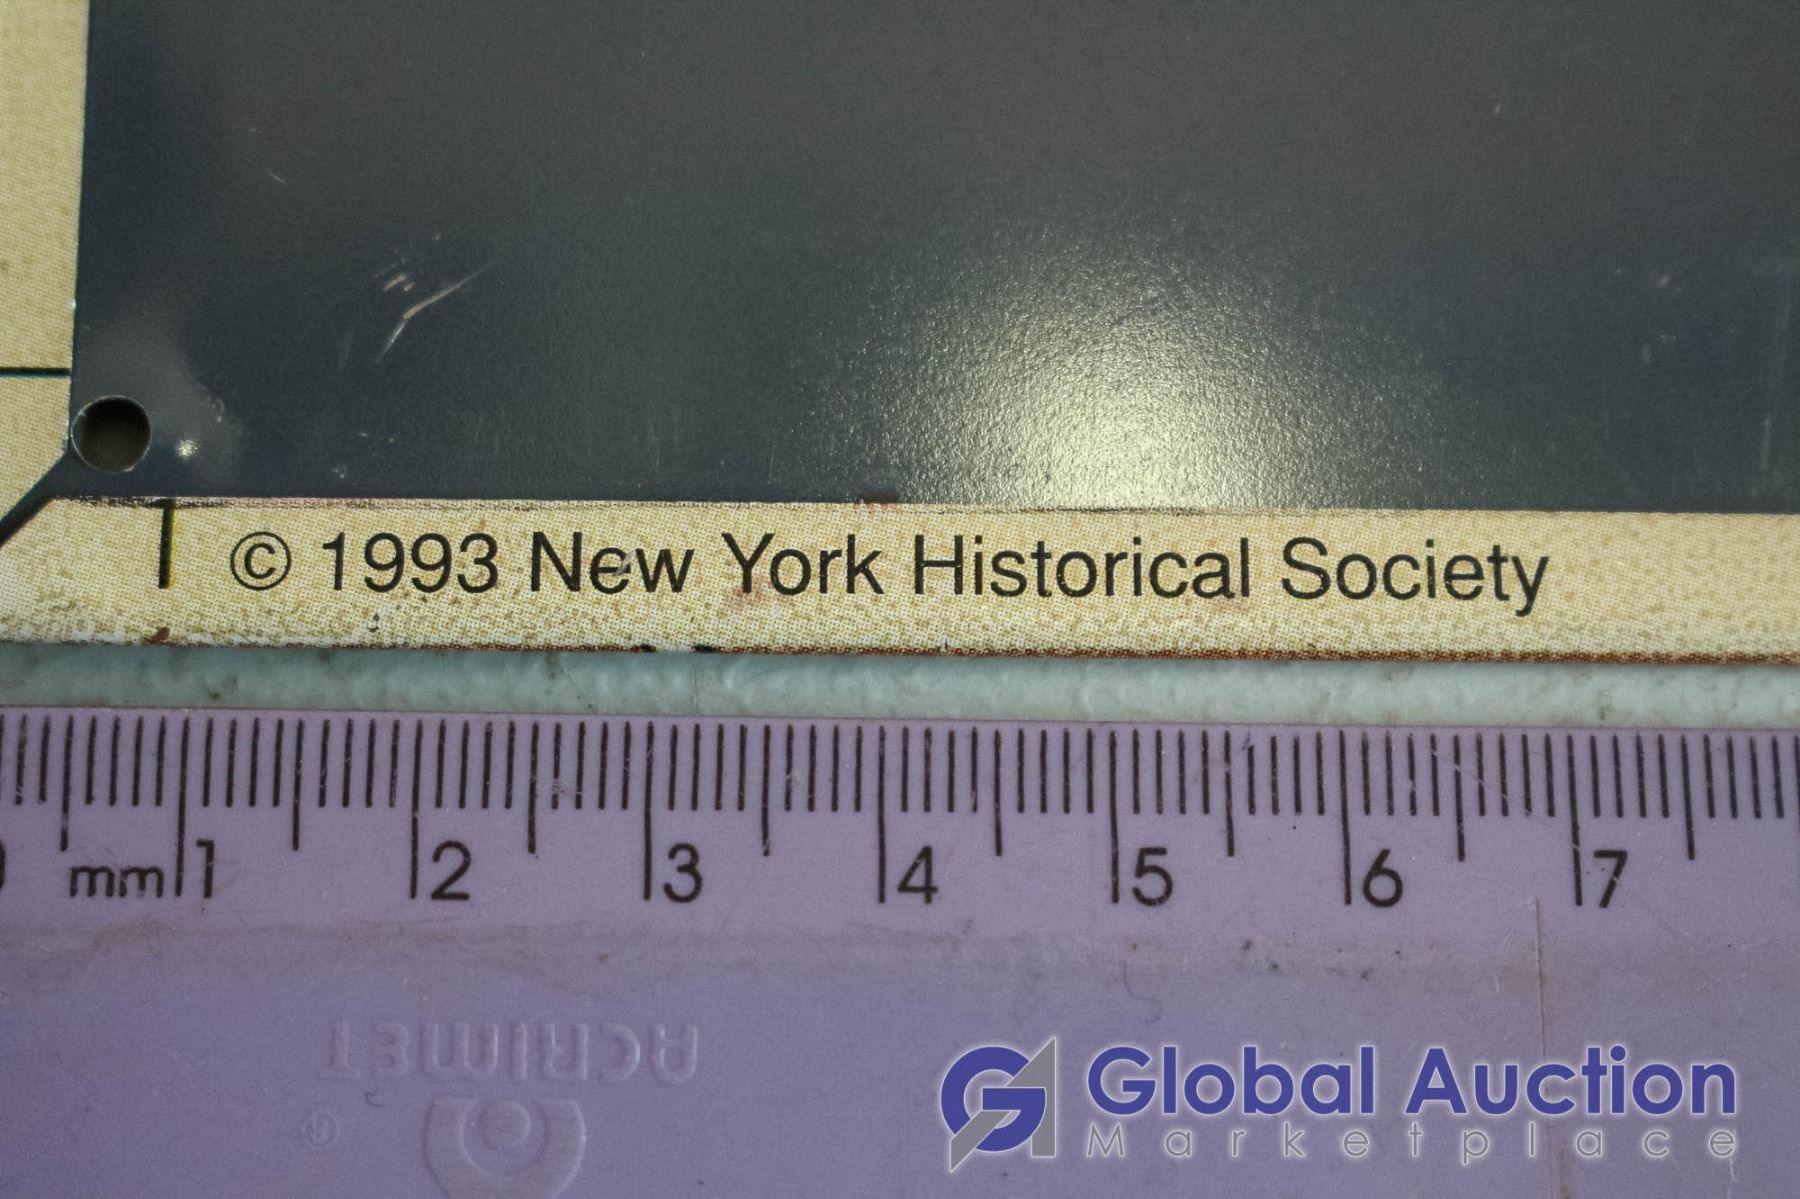 © 1993 New York Historical Society
mm 1 2 3 4 5 6 7
ACRIMET
®
Global Auction
Marketplace